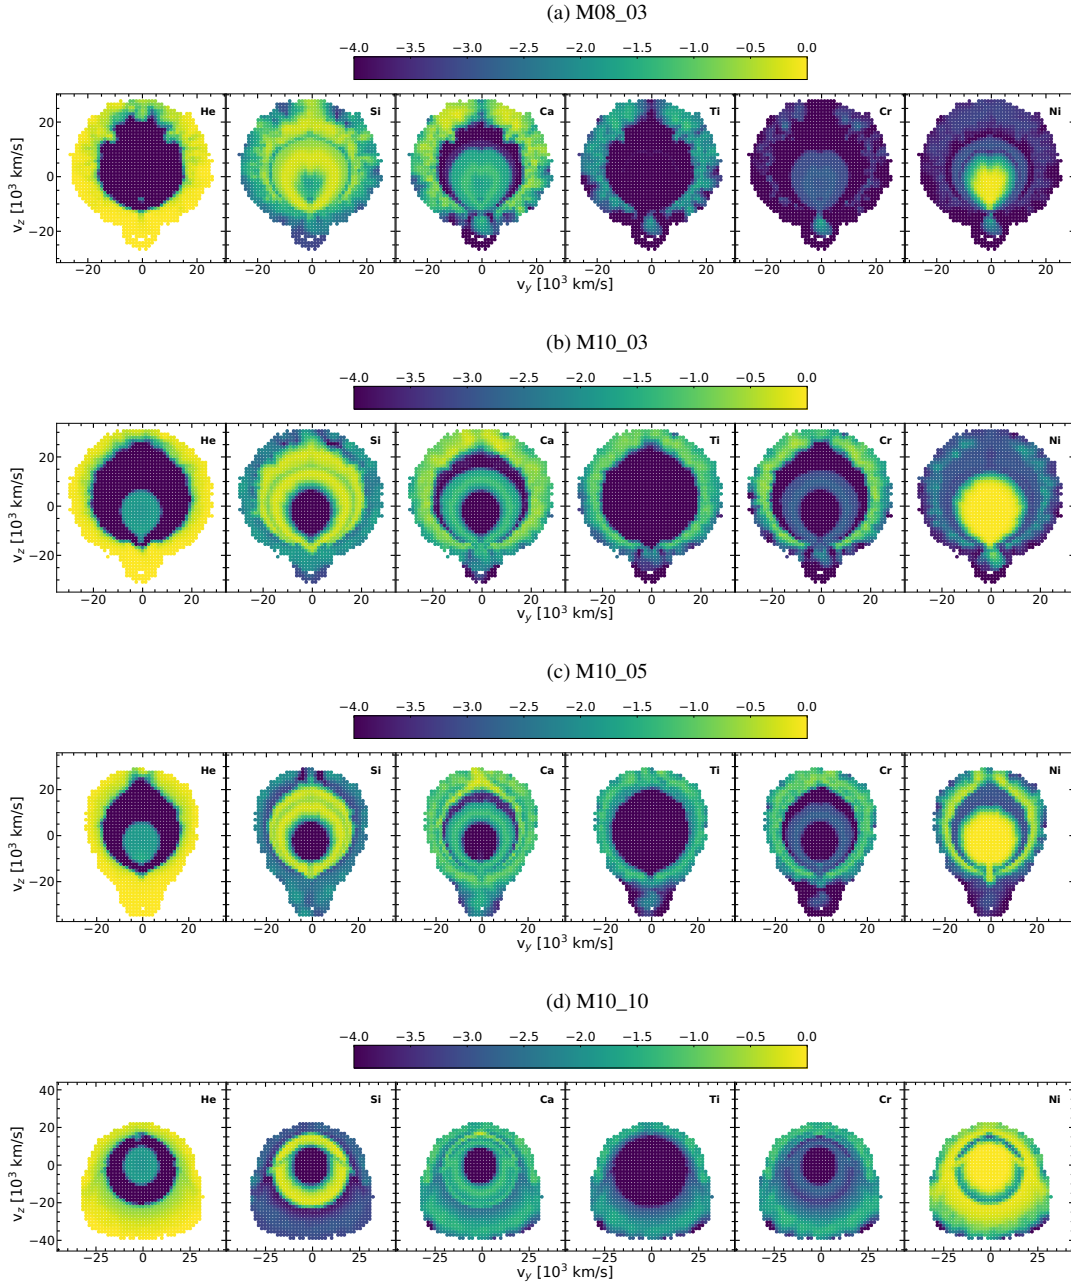 (a) M08_03
−4.0 −3.5 −3.0 −2.5 −2.0 −1.5 −1.0 −0.5 0.0
He Si Ca Ti Cr Ni
20
0
−20
v_z [10^3 km/s]
−20 0 20 −20 0 20 −20 0 20 −20 0 20 −20 0 20 −20 0 20
v_y [10^3 km/s]
(b) M10_03
−4.0 −3.5 −3.0 −2.5 −2.0 −1.5 −1.0 −0.5 0.0
He Si Ca Ti Cr Ni
20
0
−20
v_z [10^3 km/s]
−20 0 20 −20 0 20 −20 0 20 −20 0 20 −20 0 20 −20 0 20
v_y [10^3 km/s]
(c) M10_05
−4.0 −3.5 −3.0 −2.5 −2.0 −1.5 −1.0 −0.5 0.0
He Si Ca Ti Cr Ni
20
0
−20
v_z [10^3 km/s]
−20 0 20 −20 0 20 −20 0 20 −20 0 20 −20 0 20 −20 0 20
v_y [10^3 km/s]
(d) M10_10
−4.0 −3.5 −3.0 −2.5 −2.0 −1.5 −1.0 −0.5 0.0
He Si Ca Ti Cr Ni
40
20
0
−20
−40
v_z [10^3 km/s]
−25 0 25 −25 0 25 −25 0 25 −25 0 25 −25 0 25 −25 0 25
v_y [10^3 km/s]